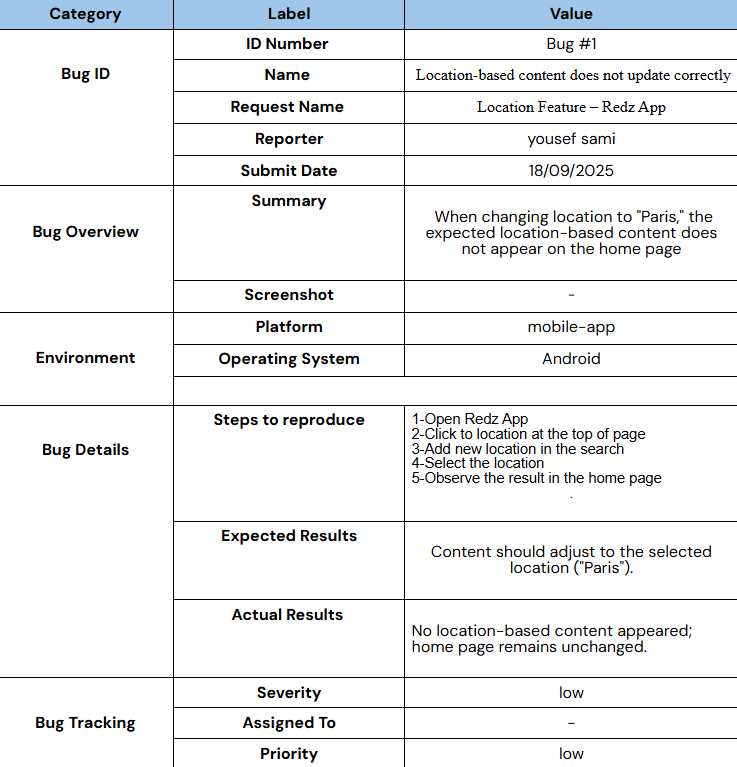 Category Label Value
ID Number Bug #1
Bug ID Name Location-based content does not update correctly
Request Name Location Feature – Redz App
Reporter yousef sami
Submit Date 18/09/2025
Summary
When changing location to "Paris," the
Bug Overview expected location-based content does
not appear on the home page
Screenshot -
Platform mobile-app
Environment Operating System Android
Steps to reproduce 1-Open Redz App
2-Click to location at the top of page
Bug Details 3-Add new location in the search
4-Select the location
5-Observe the result in the home page
.
Expected Results
Content should adjust to the selected
location ("Paris").
Actual Results
No location-based content appeared;
home page remains unchanged.
Severity low
Bug Tracking Assigned To -
Priority low